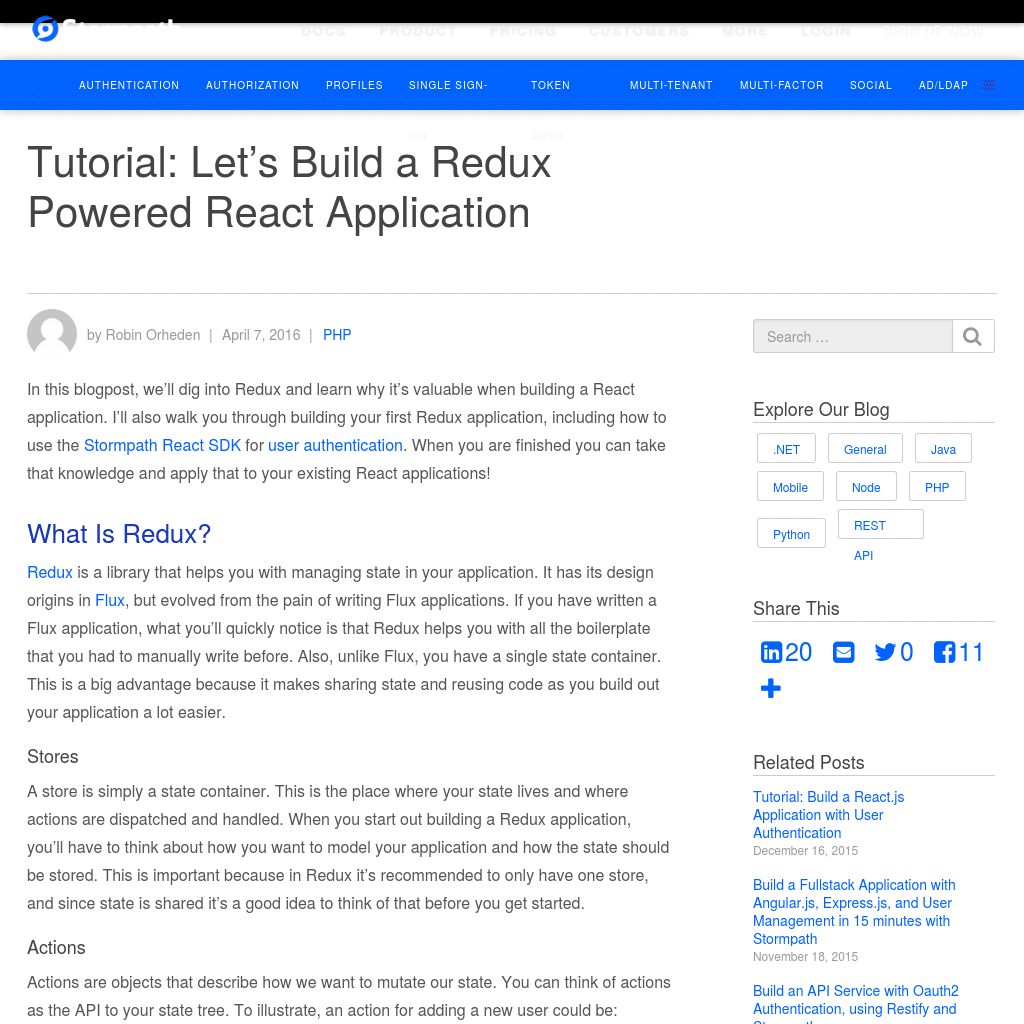 Stormpath
DOCS PRODUCT PRICING CUSTOMERS MORE LOGIN SIGN UP NOW
AUTHENTICATION AUTHORIZATION PROFILES SINGLE SIGN-ON TOKEN AUTH MULTI-TENANT MULTI-FACTOR SOCIAL AD/LDAP
Tutorial: Let’s Build a Redux
Powered React Application
by Robin Orheden | April 7, 2016 | PHP
In this blogpost, we’ll dig into Redux and learn why it’s valuable when building a React
application. I’ll also walk you through building your first Redux application, including how to
use the Stormpath React SDK for user authentication. When you are finished you can take
that knowledge and apply that to your existing React applications!
What Is Redux?
Redux is a library that helps you with managing state in your application. It has its design
origins in Flux, but evolved from the pain of writing Flux applications. If you have written a
Flux application, what you’ll quickly notice is that Redux helps you with all the boilerplate
that you had to manually write before. Also, unlike Flux, you have a single state container.
This is a big advantage because it makes sharing state and reusing code as you build out
your application a lot easier.
Stores
A store is simply a state container. This is the place where your state lives and where
actions are dispatched and handled. When you start out building a Redux application,
you’ll have to think about how you want to model your application and how the state should
be stored. This is important because in Redux it’s recommended to only have one store,
and since state is shared it’s a good idea to think of that before you get started.
Actions
Actions are objects that describe how we want to mutate our state. You can think of actions
as the API to your state tree. To illustrate, an action for adding a new user could be:
Search …
Explore Our Blog
.NET General Java
Mobile Node PHP
Python REST
API
Share This
20 0 11
Related Posts
Tutorial: Build a React.js
Application with User
Authentication
December 16, 2015
Build a Fullstack Application with
Angular.js, Express.js, and User
Management in 15 minutes with
Stormpath
November 18, 2015
Build an API Service with Oauth2
Authentication, using Restify and
Stormpath